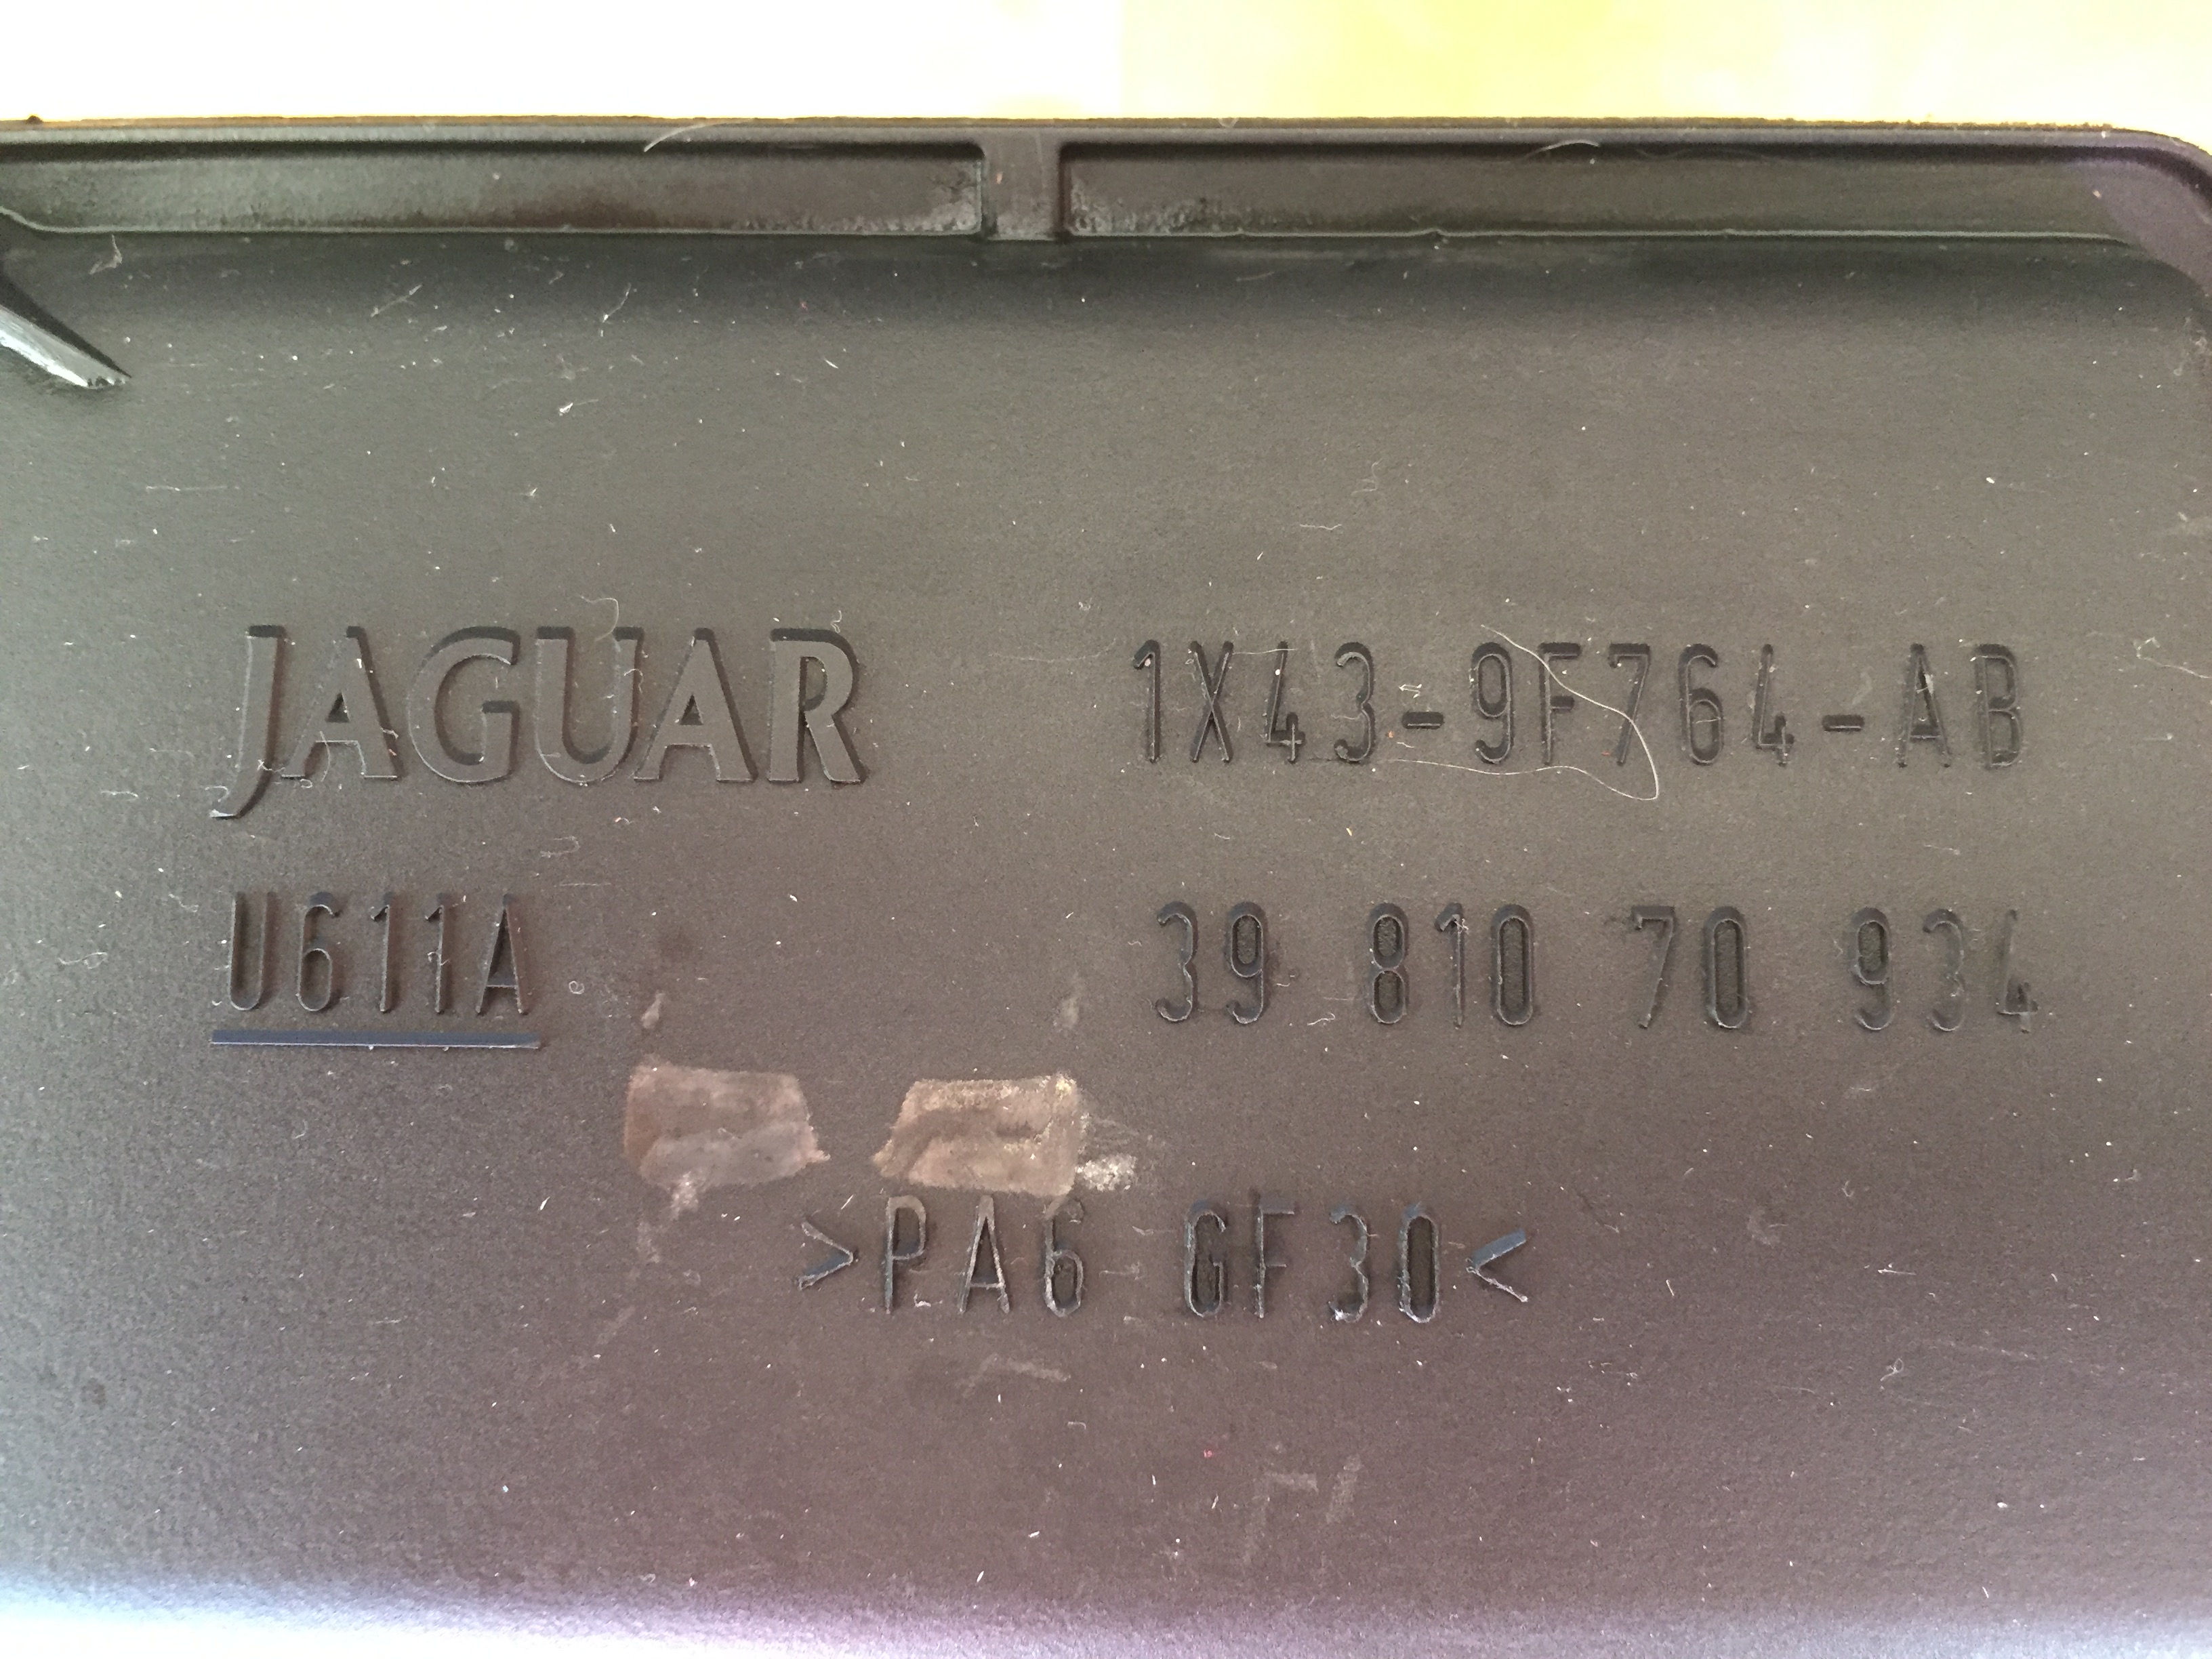 JAGUAR 1X43-9F764-AB
U611A 39 810 70 934
>PA6 GF30<